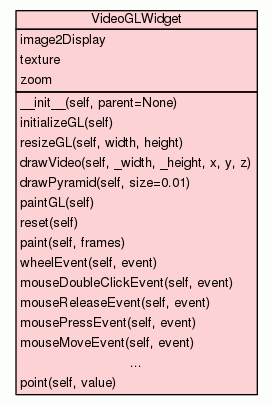 VideoGLWidget
image2Display
texture
zoom
__init__(self, parent=None)
initializeGL(self)
resizeGL(self, width, height)
drawVideo(self, _width, _height, x, y, z)
drawPyramid(self, size=0.01)
paintGL(self)
reset(self)
paint(self, frames)
wheelEvent(self, event)
mouseDoubleClickEvent(self, event)
mouseReleaseEvent(self, event)
mousePressEvent(self, event)
mouseMoveEvent(self, event)
...
point(self, value)